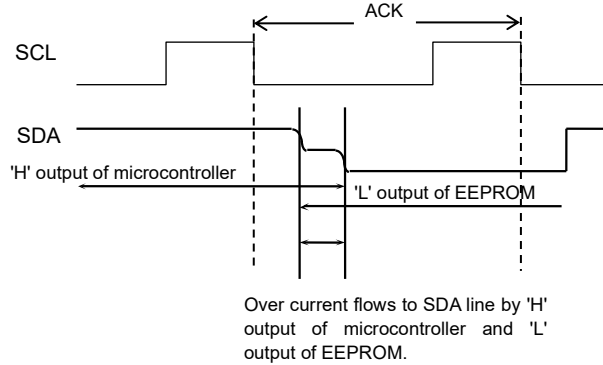 ACK
SCL
SDA
'H' output of microcontroller
'L' output of EEPROM
Over current flows to SDA line by 'H'
output of microcontroller and 'L'
output of EEPROM.